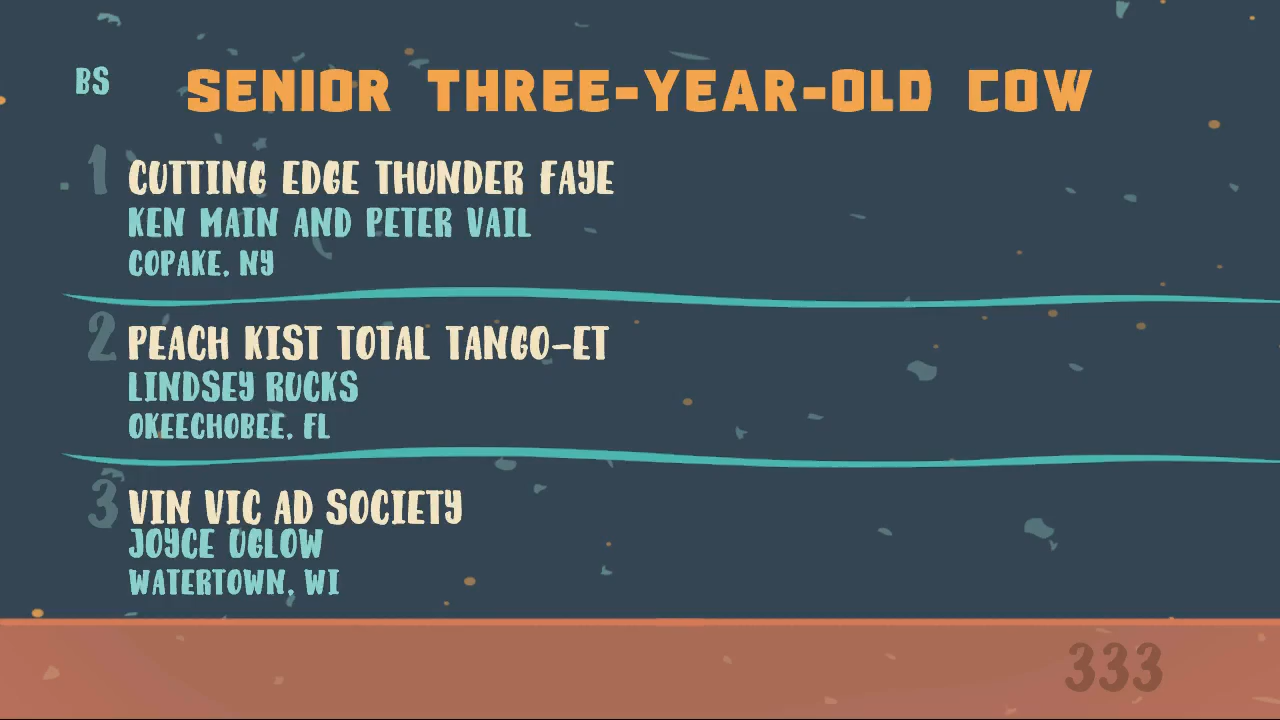 BS
SENIOR THREE-YEAR-OLD COW
1 CUTTING EDGE THUNDER FAYE
KEN MAIN AND PETER VAIL
COPAKE, NY
2 PEACH KIST TOTAL TANGO-ET
LINDSEY RUCKS
OKEECHOBEE, FL
3 VIN VIC AD SOCIETY
JOYCE UGLOW
WATERTOWN, WI
333